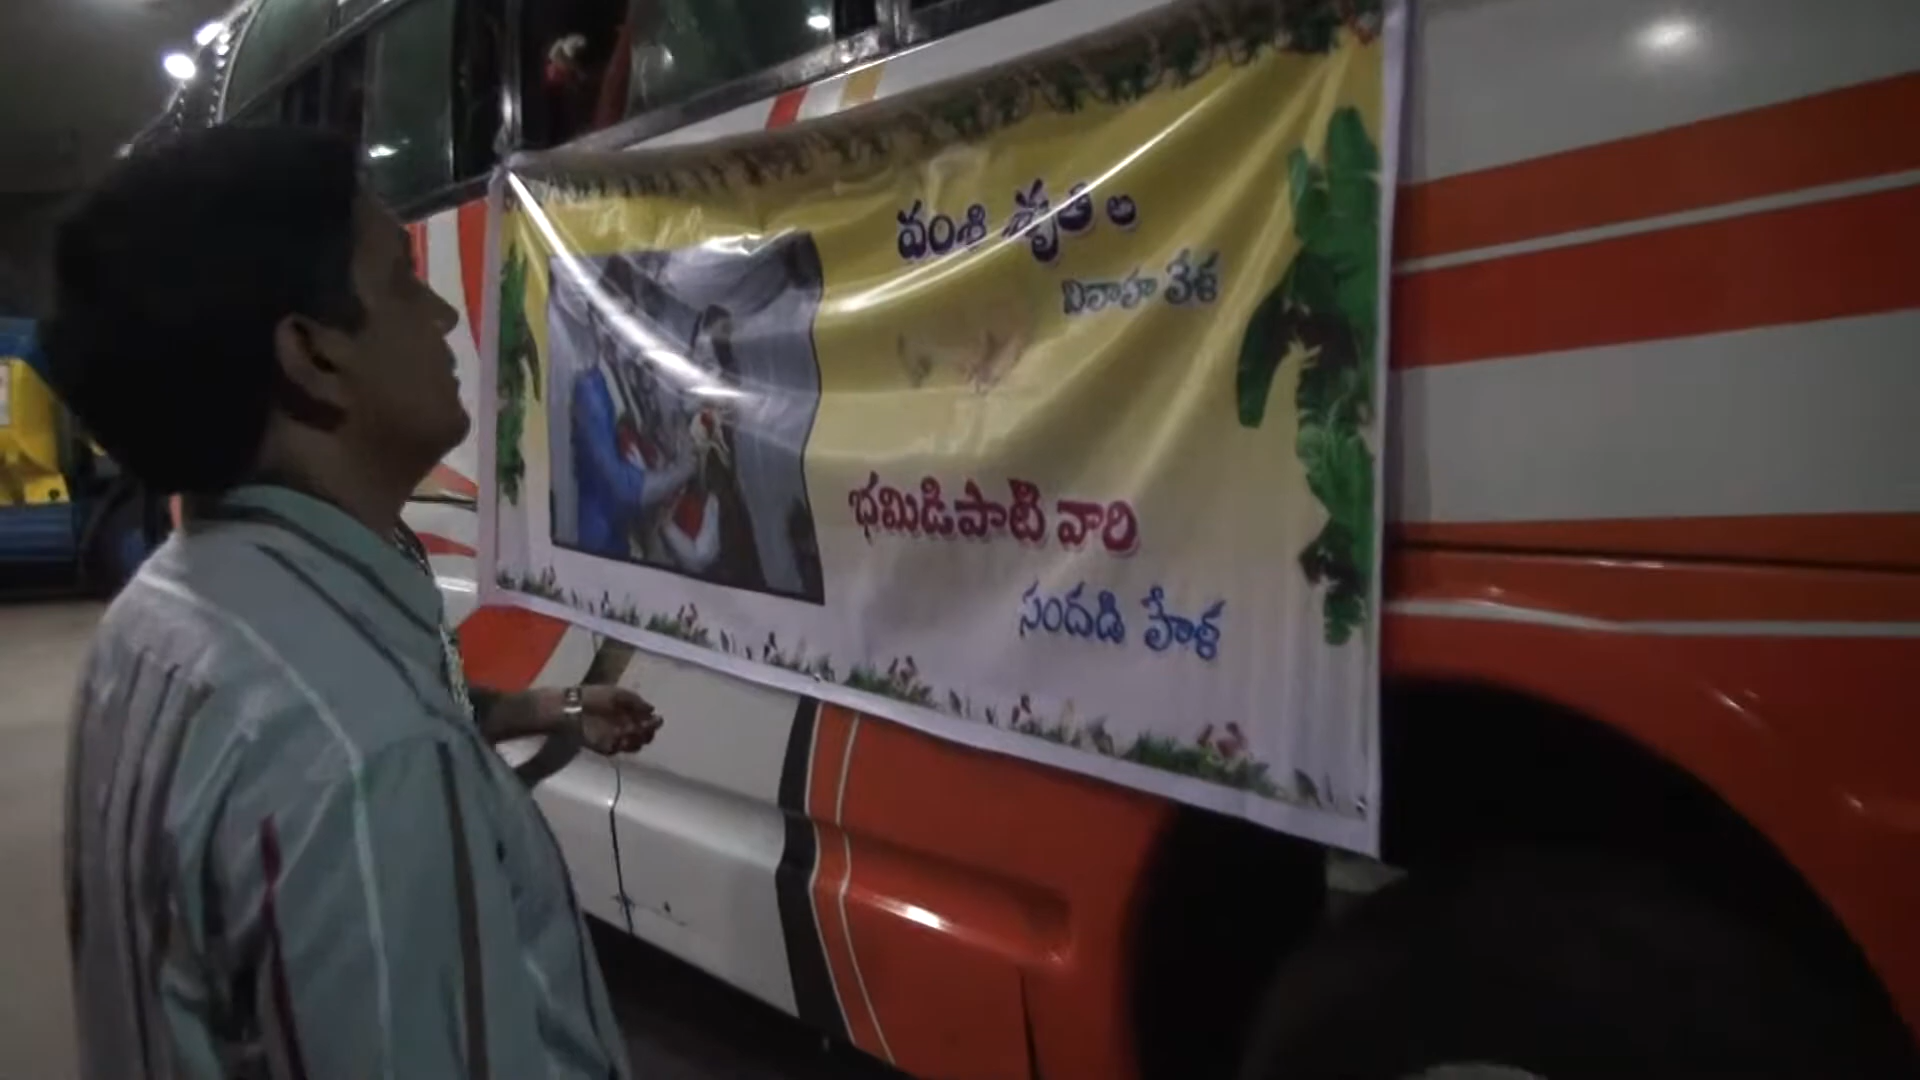 వంశి శృతి ల
వివాహ వేళ
భమిడిపాటి వారి
సందడి హేళ